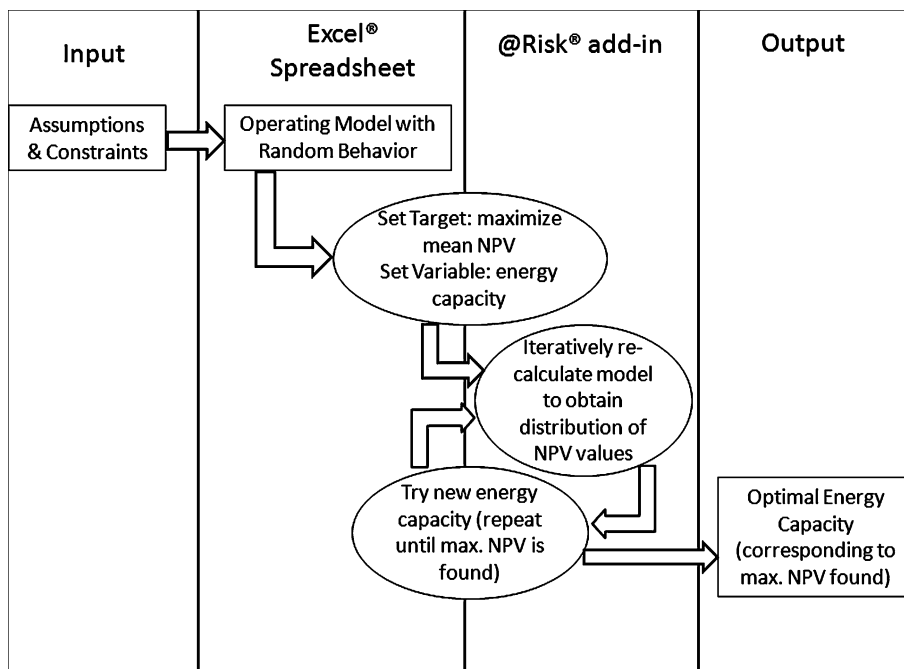 Input
Excel®
Spreadsheet
@Risk® add-in
Output
Assumptions
& Constraints
Operating Model with
Random Behavior
Set Target: maximize
mean NPV
Set Variable: energy
capacity
Iteratively re-
calculate model
to obtain
distribution of
NPV values
Try new energy
capacity (repeat
until max. NPV is
found)
Optimal Energy
Capacity
(corresponding to
max. NPV found)